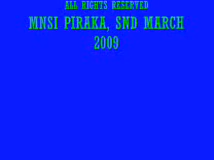 ALL RIGHTS RESERVED
MNSI PIRAKA, SND MARCH
2009